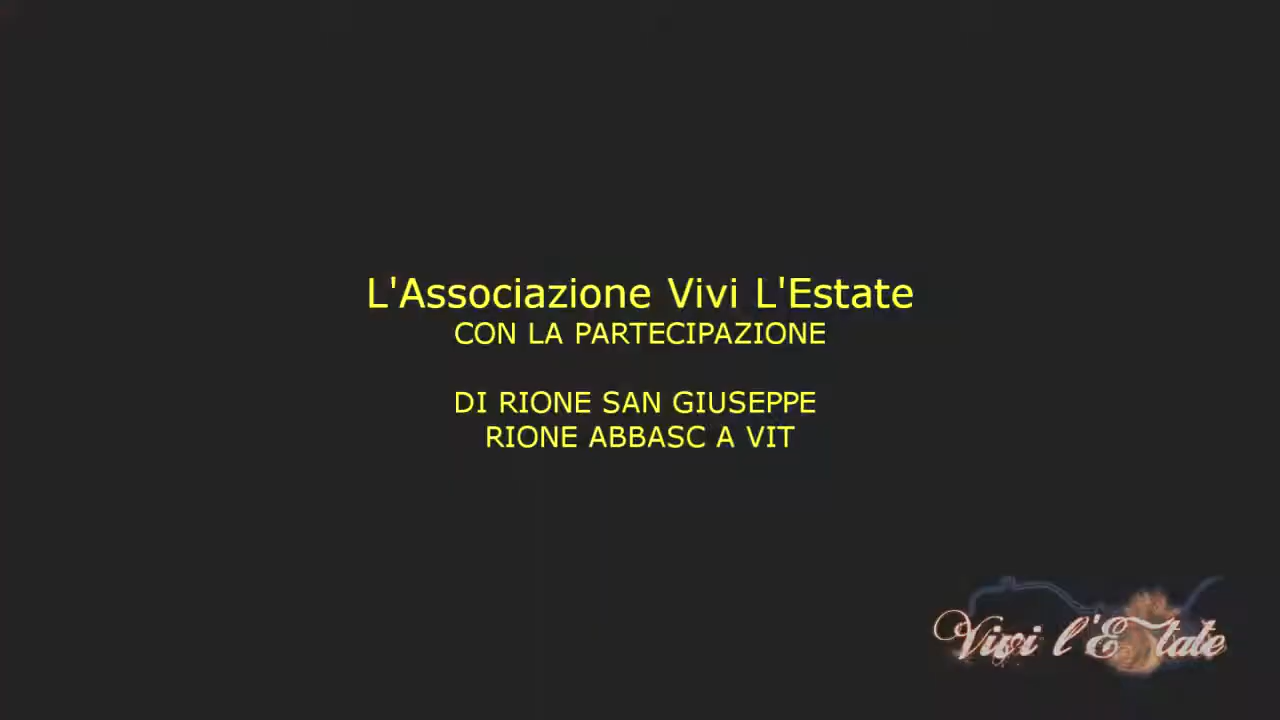 L'Associazione Vivi L'Estate
CON LA PARTECIPAZIONE
DI RIONE SAN GIUSEPPE
RIONE ABBASC A VIT
Vivi l'Estate